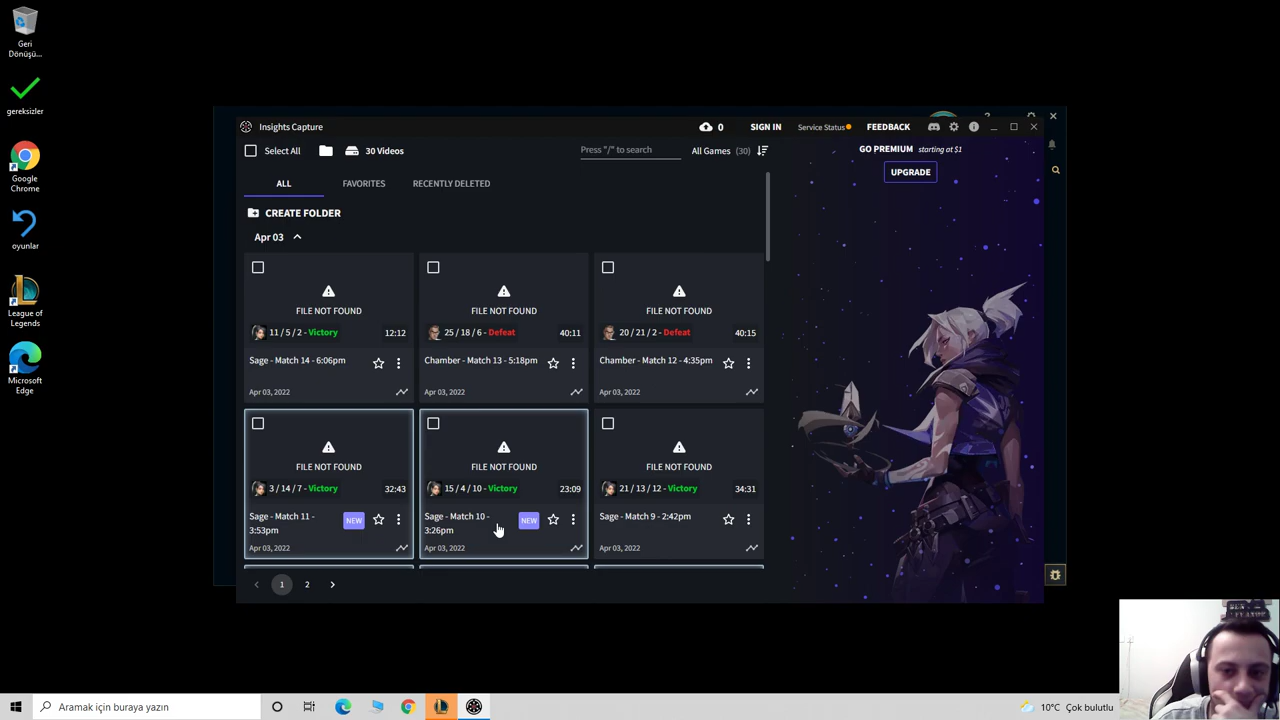 Geri
Dönüşü...
gereksizler
Google
Chrome
oyunlar
League of
Legends
Microsoft
Edge
Insights Capture
0
SIGN IN
Service Status
FEEDBACK
Select All
30 Videos
Press "/" to search
All Games (30)
GO PREMIUM starting at $1
UPGRADE
ALL
FAVORITES
RECENTLY DELETED
CREATE FOLDER
Apr 03
FILE NOT FOUND
11 / 5 / 2 - Victory
12:12
Sage - Match 14 - 6:06pm
Apr 03, 2022
FILE NOT FOUND
25 / 18 / 6 - Defeat
40:11
Chamber - Match 13 - 5:18pm
Apr 03, 2022
FILE NOT FOUND
20 / 21 / 2 - Defeat
40:15
Chamber - Match 12 - 4:35pm
Apr 03, 2022
FILE NOT FOUND
3 / 14 / 7 - Victory
32:43
Sage - Match 11 -
3:53pm
NEW
Apr 03, 2022
FILE NOT FOUND
15 / 4 / 10 - Victory
23:09
Sage - Match 10 -
3:26pm
NEW
Apr 03, 2022
FILE NOT FOUND
21 / 13 / 12 - Victory
34:31
Sage - Match 9 - 2:42pm
Apr 03, 2022
1
2
Aramak için buraya yazın
10°C Çok bulutlu